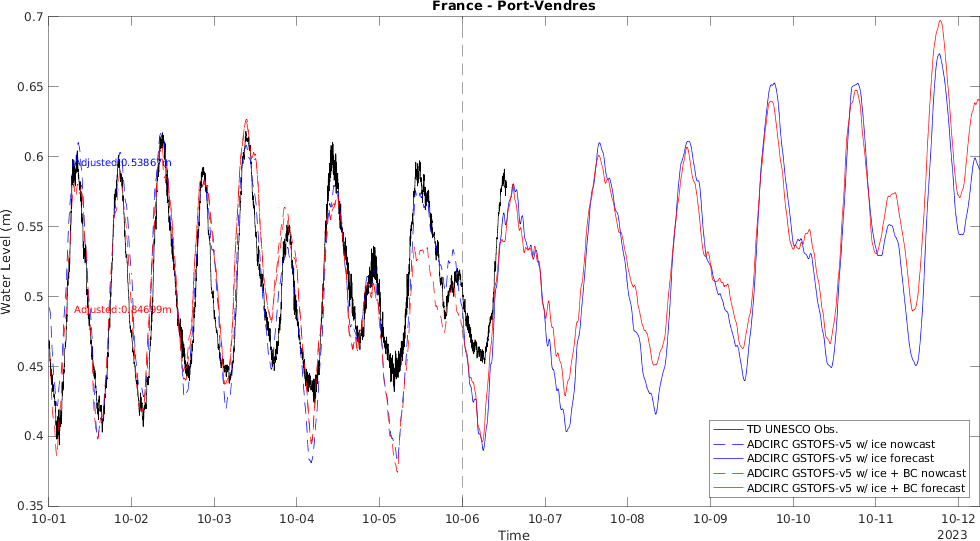 France - Port-Vendres
0.7
0.65
0.6
0.55
0.5
0.45
0.4
0.35
Water Level (m)
Adjusted:0.53867m
Adjusted:0.84699m
TD UNESCO Obs.
ADCIRC GSTOFS-v5 w/ ice nowcast
ADCIRC GSTOFS-v5 w/ ice forecast
ADCIRC GSTOFS-v5 w/ ice + BC nowcast
ADCIRC GSTOFS-v5 w/ ice + BC forecast
10-01 10-02 10-03 10-04 10-05 10-06 10-07 10-08 10-09 10-10 10-11 10-12
2023
Time